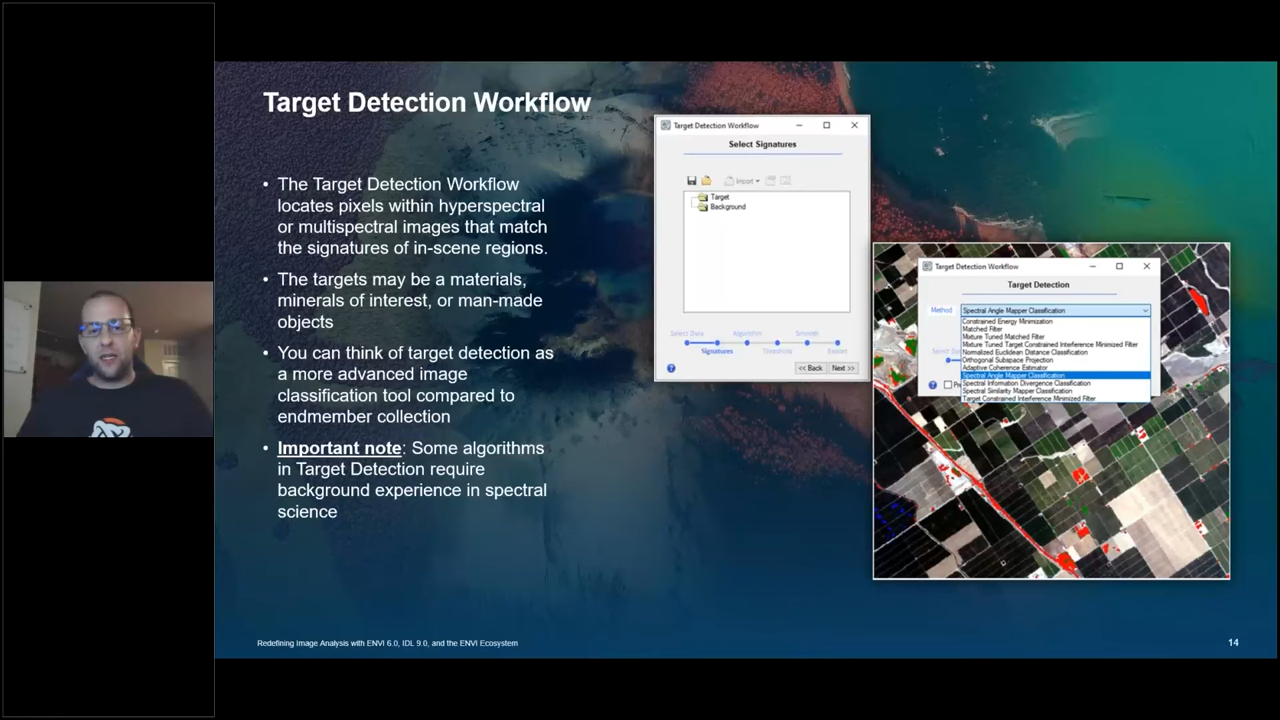 Target Detection Workflow
• The Target Detection Workflow
locates pixels within hyperspectral
or multispectral images that match
the signatures of in-scene regions.
• The targets may be a materials,
minerals of interest, or man-made
objects
• You can think of target detection as
a more advanced image
classification tool compared to
endmember collection
• Important note: Some algorithms
in Target Detection require
background experience in spectral
science
Target Detection Workflow
Select Signatures
Import
Target
Background
Select Data Algorithm Smooth
Signatures Threshold Export
<< Back Next >>
Target Detection Workflow
Target Detection
Method Spectral Angle Mapper Classification
Constrained Energy Minimization
Matched Filter
Mixture Tuned Matched Filter
Mixture Tuned Target Constrained Interference Minimized Filter
Normalized Euclidean Distance Classification
Orthogonal Subspace Projection
Adaptive Coherence Estimator
Spectral Angle Mapper Classification
Spectral Information Divergence Classification
Spectral Similarity Mapper Classification
Target Constrained Interference Minimized Filter
Redefining Image Analysis with ENVI 6.0, IDL 9.0, and the ENVI Ecosystem
14